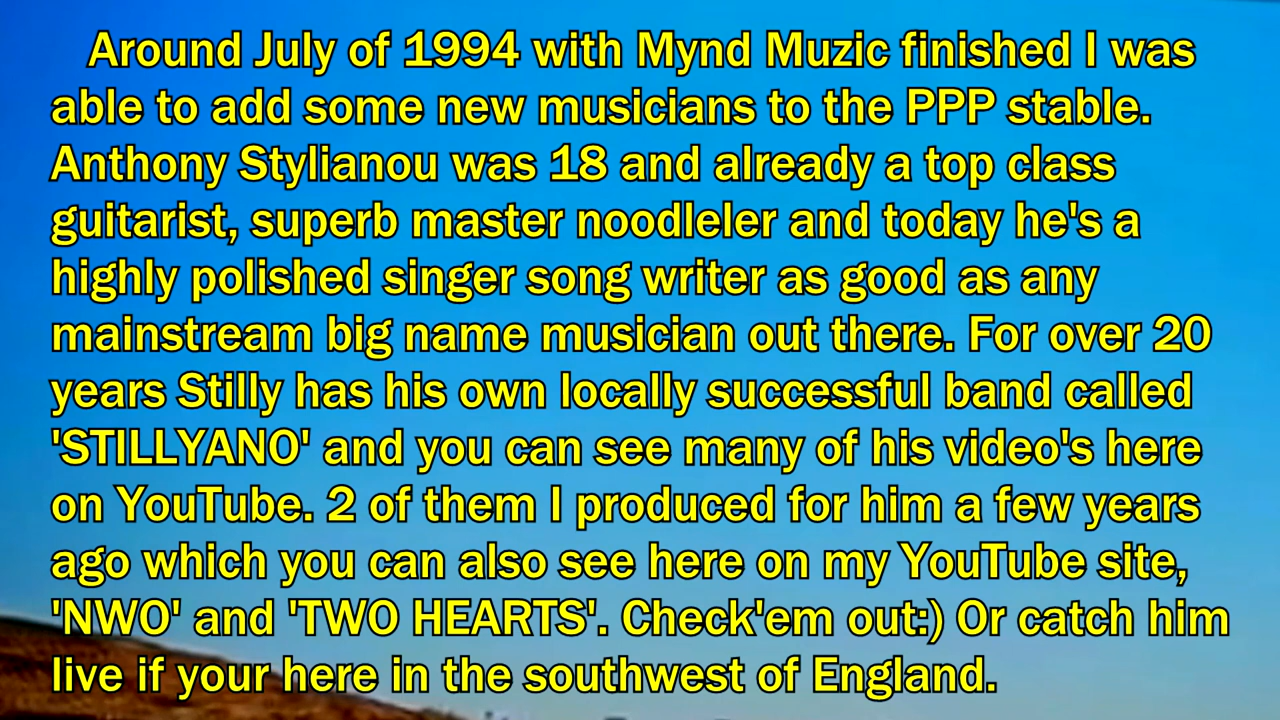 Around July of 1994 with Mynd Muzic finished I was
able to add some new musicians to the PPP stable.
Anthony Stylianou was 18 and already a top class
guitarist, superb master noodleler and today he's a
highly polished singer song writer as good as any
mainstream big name musician out there. For over 20
years Stilly has his own locally successful band called
'STILLYANO' and you can see many of his video's here
on YouTube. 2 of them I produced for him a few years
ago which you can also see here on my YouTube site,
'NWO' and 'TWO HEARTS'. Check'em out:) Or catch him
live if your here in the southwest of England.